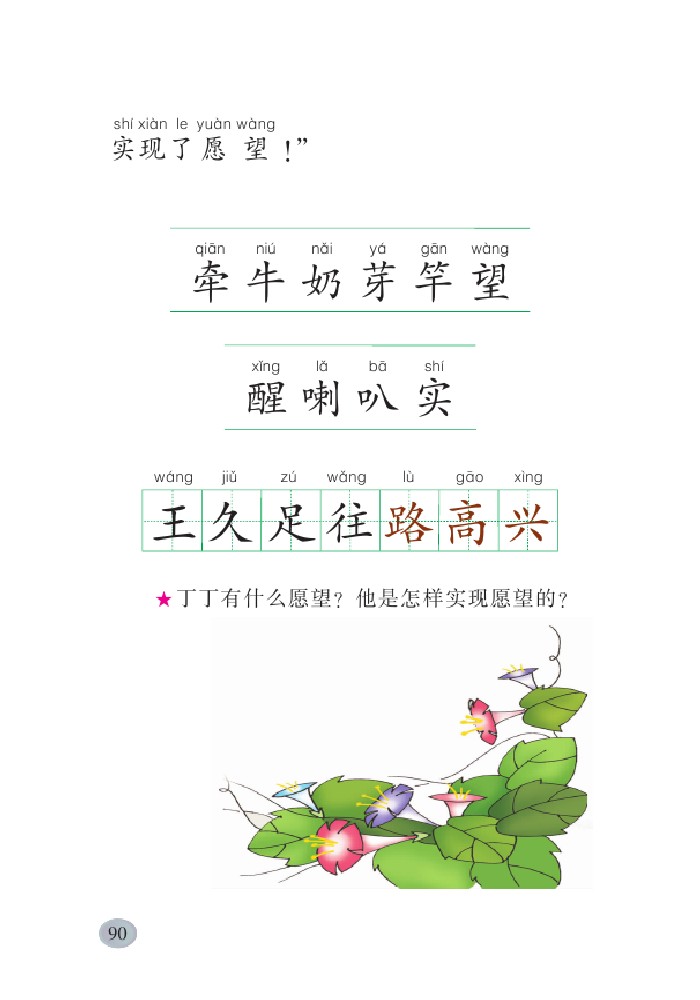 shí xiàn le yuàn wàng
实现了愿望！”
qiān niú nǎi yá gān wàng
牵牛奶芽竿望
xǐng lǎ bā shí
醒喇叭实
wáng jiǔ zú wǎng lù gāo xìng
王久足往路高兴
★丁丁有什么愿望？他是怎样实现愿望的？
90